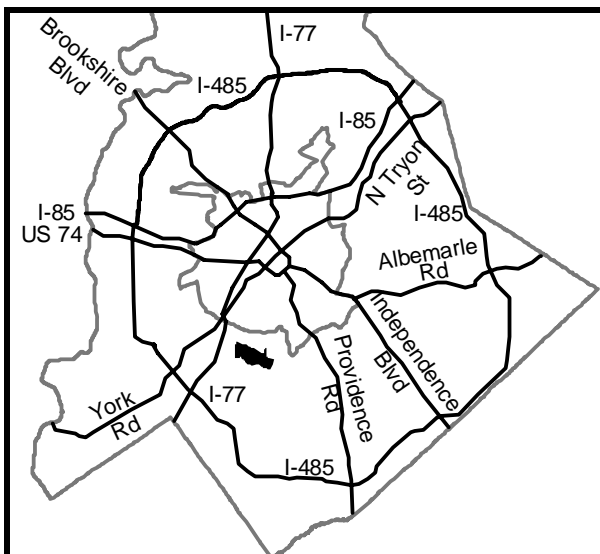 I-77
Brookshire
Blvd
I-485
I-85
N Tryon
St
I-85
US 74
I-485
Albemarle
Rd
Independence
Blvd
Providence
Rd
York
Rd
I-77
I-485